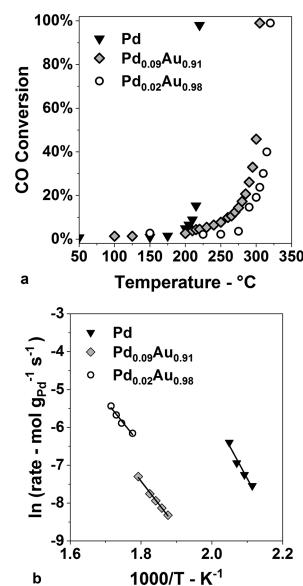 100%
80%
60%
40%
20%
0%
CO Conversion
Pd
Pd0.09Au0.91
Pd0.02Au0.98
50 100 150 200 250 300 350
Temperature - °C
a
-1
-2
-3
-4
-5
-6
-7
-8
-9
ln (rate - mol gPd-1 s-1)
Pd
Pd0.09Au0.91
Pd0.02Au0.98
1.6 1.8 2.0 2.2
1000/T - K-1
b